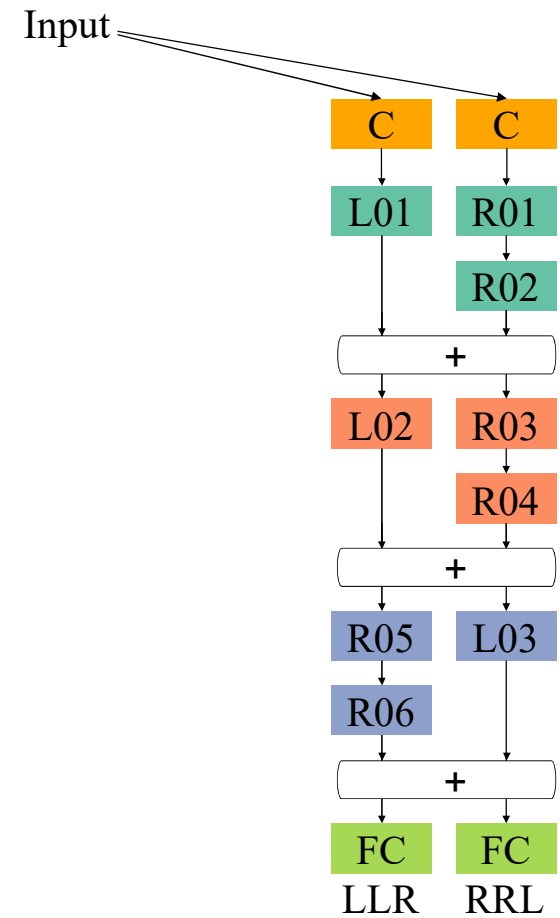 Input
C C
L01 R01
R02
+
L02 R03
R04
+
R05 L03
R06
+
FC FC
LLR RRL